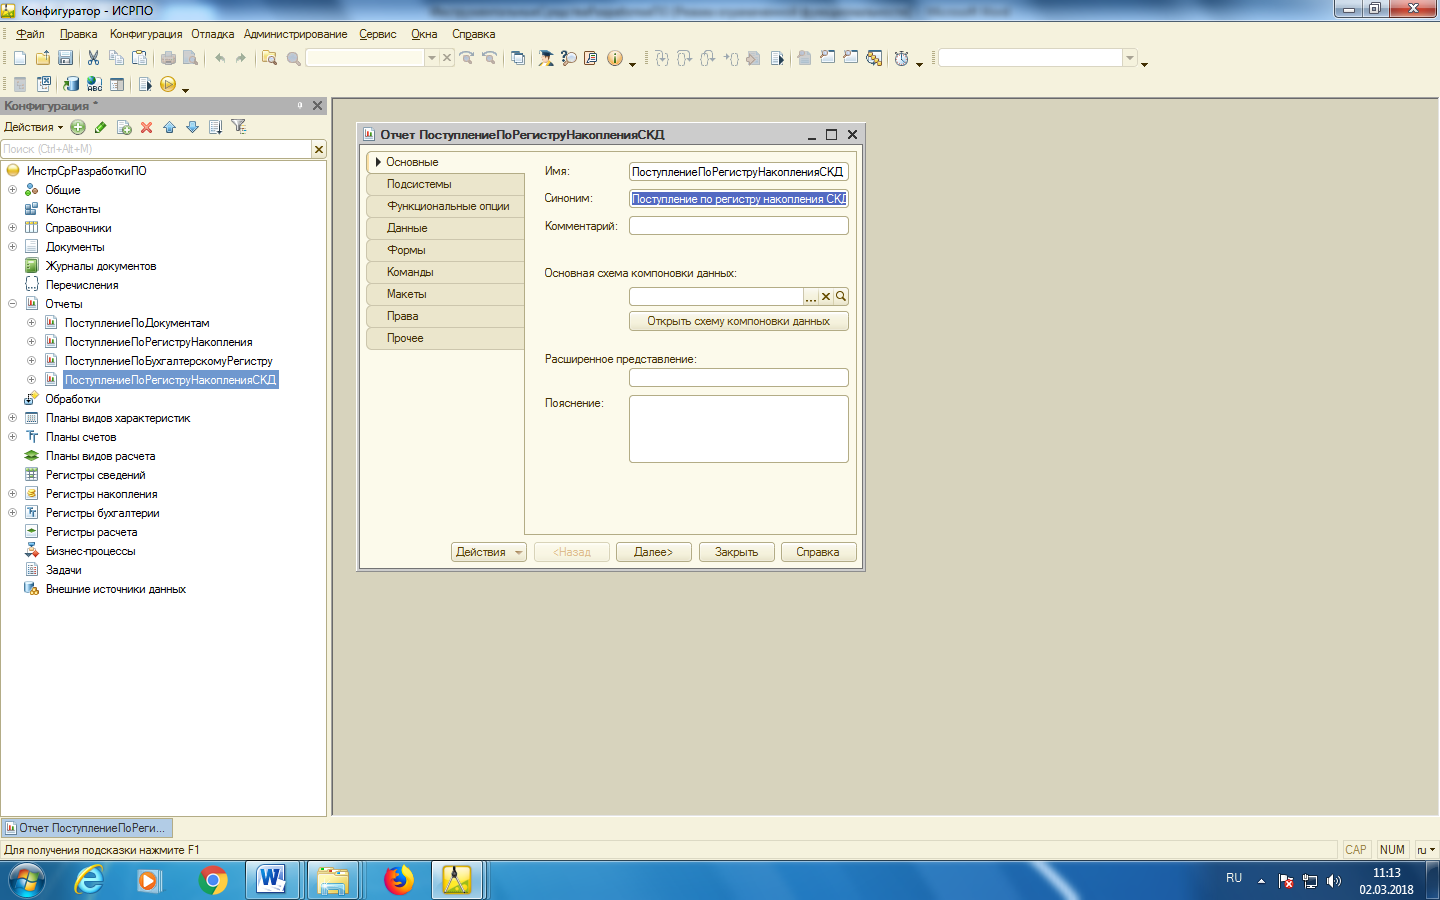 Конфигуратор - ИСРПО
Файл Правка Конфигурация Отладка Администрирование Сервис Окна Справка
Конфигурация *
Действия
Поиск (Ctrl+Alt+M)
ИнстрСрРазработкиПО
Общие
Константы
Справочники
Документы
Журналы документов
Перечисления
Отчеты
ПоступлениеПоДокументам
ПоступлениеПоРегиструНакопления
ПоступлениеПоБухгалтерскомуРегистру
ПоступлениеПоРегиструНакопленияСКД
Обработки
Планы видов характеристик
Планы счетов
Планы видов расчета
Регистры сведений
Регистры накопления
Регистры бухгалтерии
Регистры расчета
Бизнес-процессы
Задачи
Внешние источники данных
Отчет ПоступлениеПоРегиструНакопленияСКД
Основные
Подсистемы
Функциональные опции
Данные
Формы
Команды
Макеты
Права
Прочее
Имя: ПоступлениеПоРегиструНакопленияСКД
Синоним: Поступление по регистру накопления СКД
Комментарий:
Основная схема компоновки данных:
...
Открыть схему компоновки данных
Расширенное представление:
Пояснение:
Действия <Назад Далее> Закрыть Справка
Отчет ПоступлениеПоРеги...
Для получения подсказки нажмите F1
CAP NUM ru
RU
11:13
02.03.2018